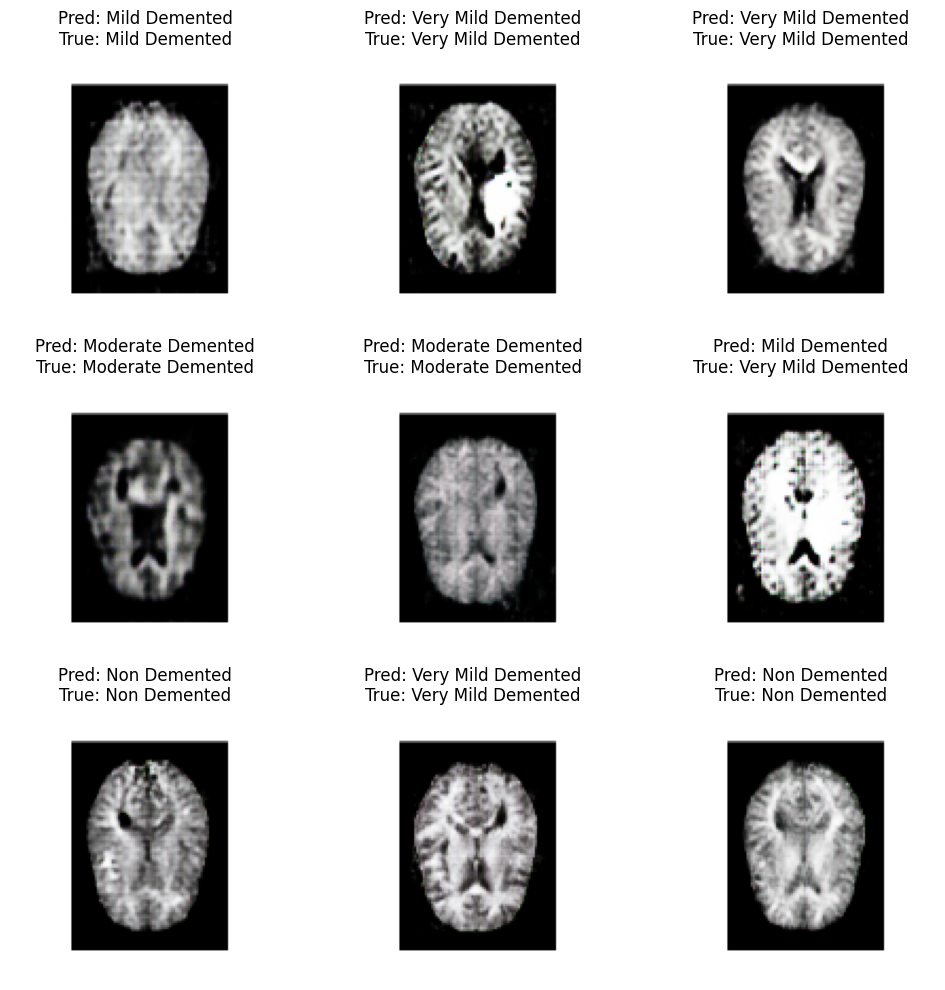 Pred: Mild Demented
True: Mild Demented
Pred: Very Mild Demented
True: Very Mild Demented
Pred: Very Mild Demented
True: Very Mild Demented
Pred: Moderate Demented
True: Moderate Demented
Pred: Moderate Demented
True: Moderate Demented
Pred: Mild Demented
True: Very Mild Demented
Pred: Non Demented
True: Non Demented
Pred: Very Mild Demented
True: Very Mild Demented
Pred: Non Demented
True: Non Demented